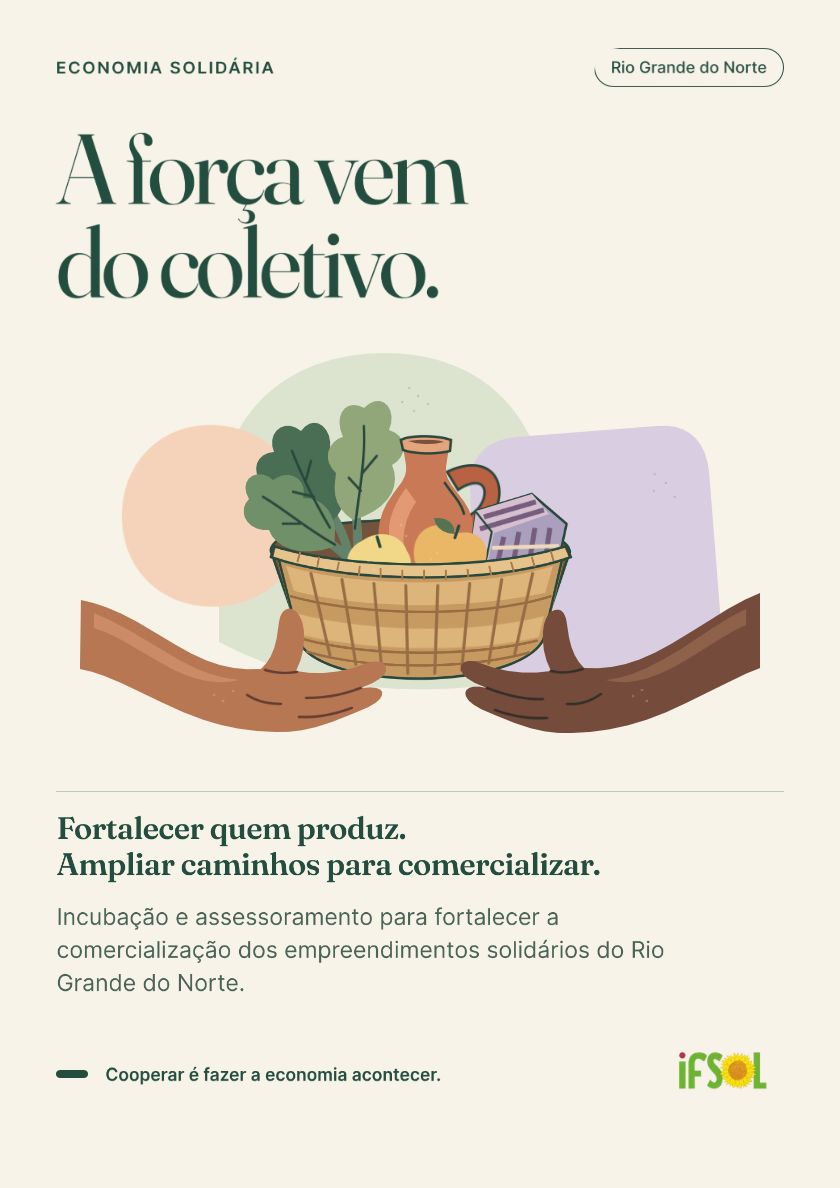 ECONOMIA SOLIDÁRIA
Rio Grande do Norte
A força vem
do coletivo.
Fortalecer quem produz.
Ampliar caminhos para comercializar.
Incubação e assessoramento para fortalecer a
comercialização dos empreendimentos solidários do Rio
Grande do Norte.
Cooperar é fazer a economia acontecer.
iFSOL